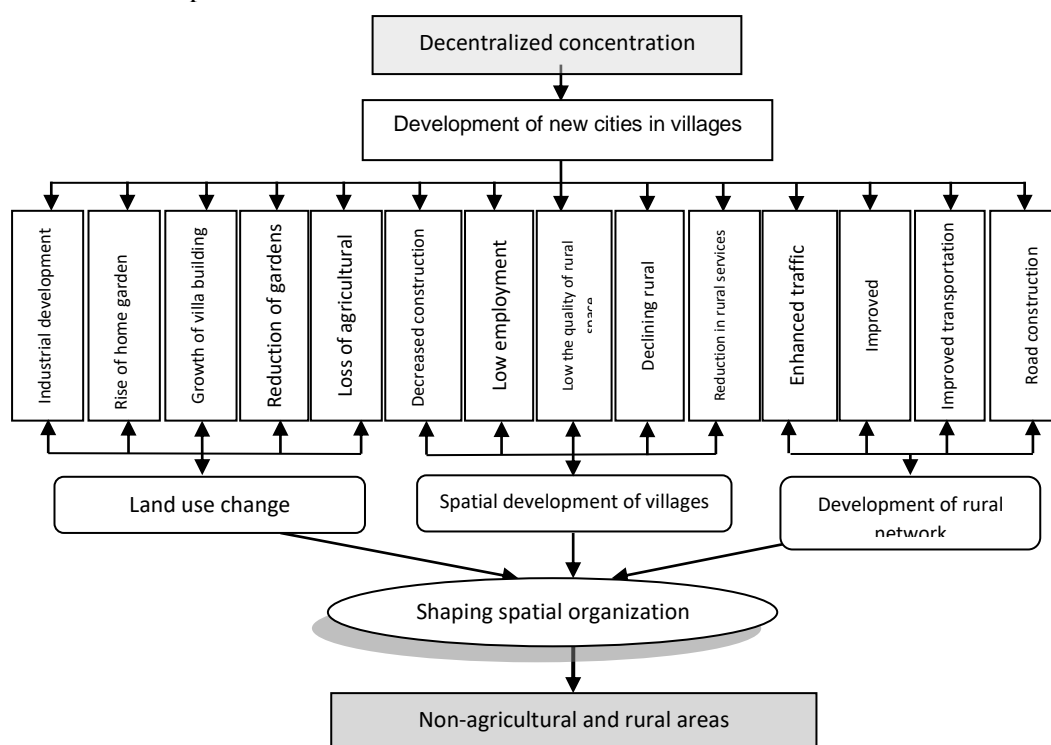 Decentralized concentration
Development of new cities in villages
Industrial development
Rise of home garden
Growth of villa building
Reduction of gardens
Loss of agricultural
Decreased construction
Low employment
Low the quality of rural
space
Declining rural
Reduction in rural services
Enhanced traffic
Improved
Improved transportation
Road construction
Land use change
Spatial development of villages
Development of rural
network
Shaping spatial organization
Non-agricultural and rural areas